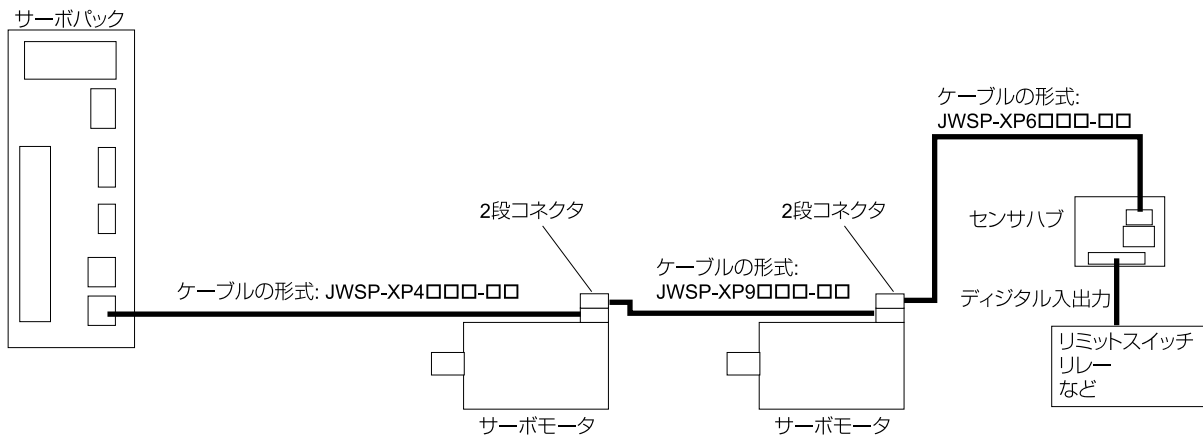 サーボパック
ケーブルの形式:
JWSP-XP6□□□-□□
2段コネクタ
2段コネクタ
センサハブ
ケーブルの形式: JWSP-XP4□□□-□□
ケーブルの形式:
JWSP-XP9□□□-□□
ディジタル入出力
リミットスイッチ
リレー
など
サーボモータ
サーボモータ